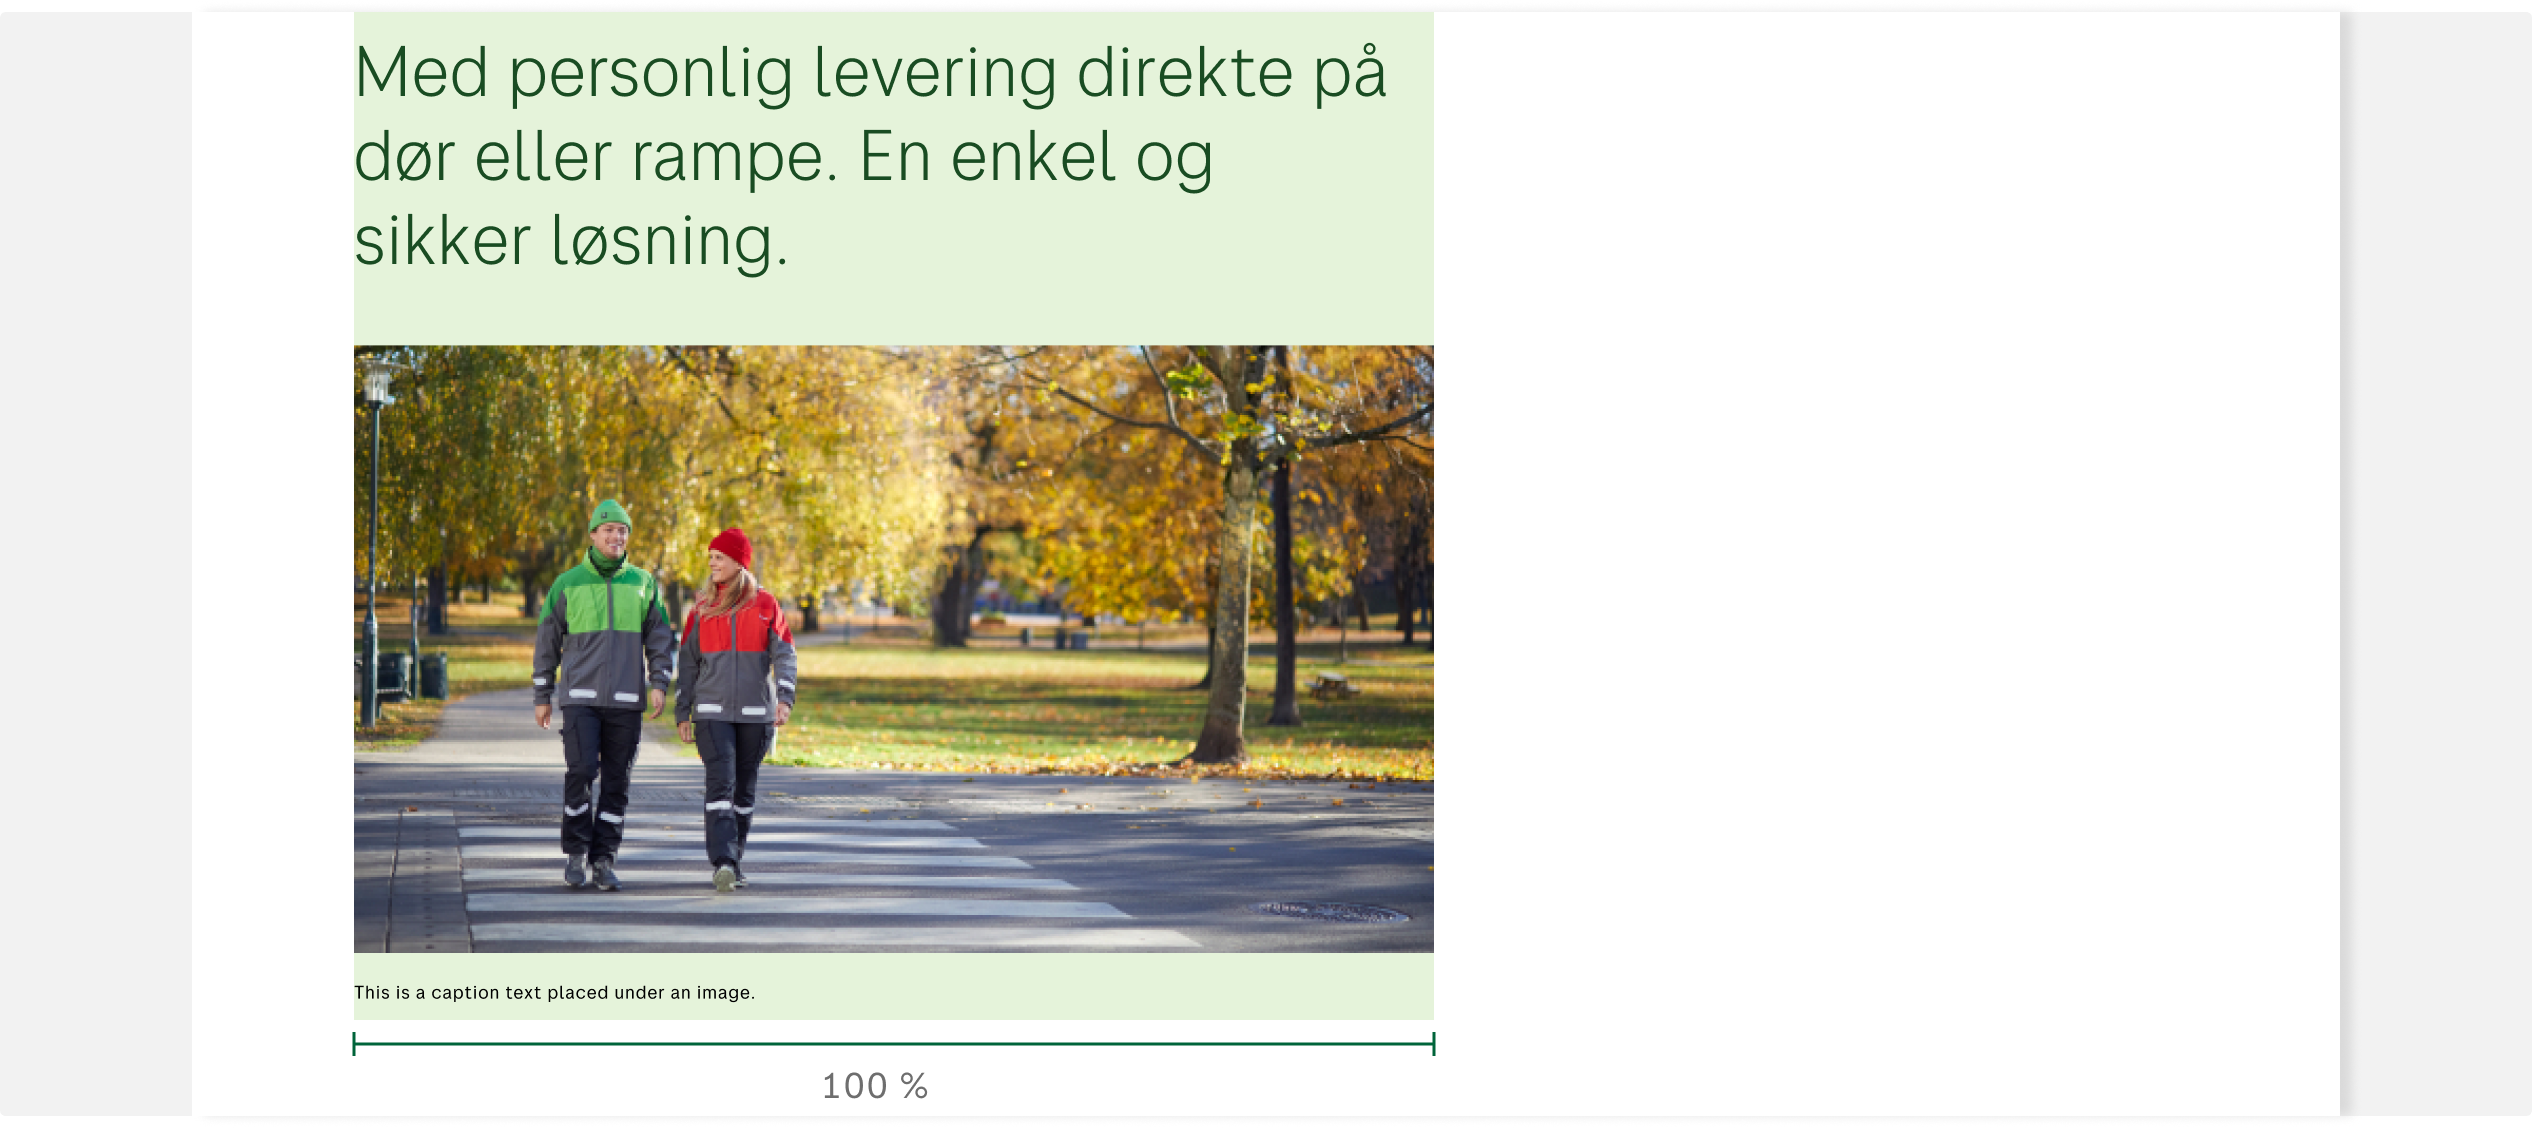 Med personlig levering direkte på
dør eller rampe. En enkel og
sikker løsning.
This is a caption text placed under an image.
100 %